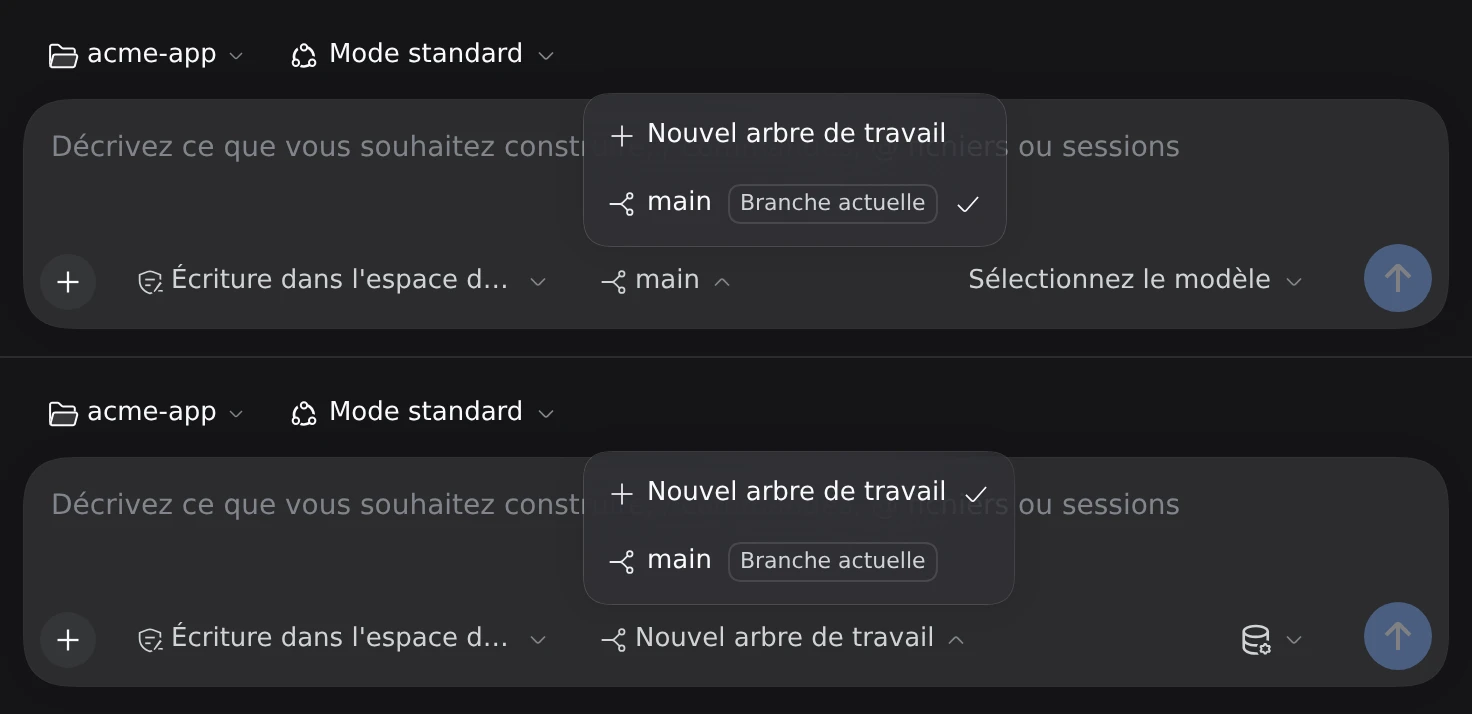 acme-app Mode standard
Nouvel arbre de travail
Décrivez ce que vous souhaitez constr ou sessions
main Branche actuelle
Écriture dans l'espace d... main Sélectionnez le modèle
acme-app Mode standard
Nouvel arbre de travail
Décrivez ce que vous souhaitez constr ou sessions
main Branche actuelle
Écriture dans l'espace d... Nouvel arbre de travail